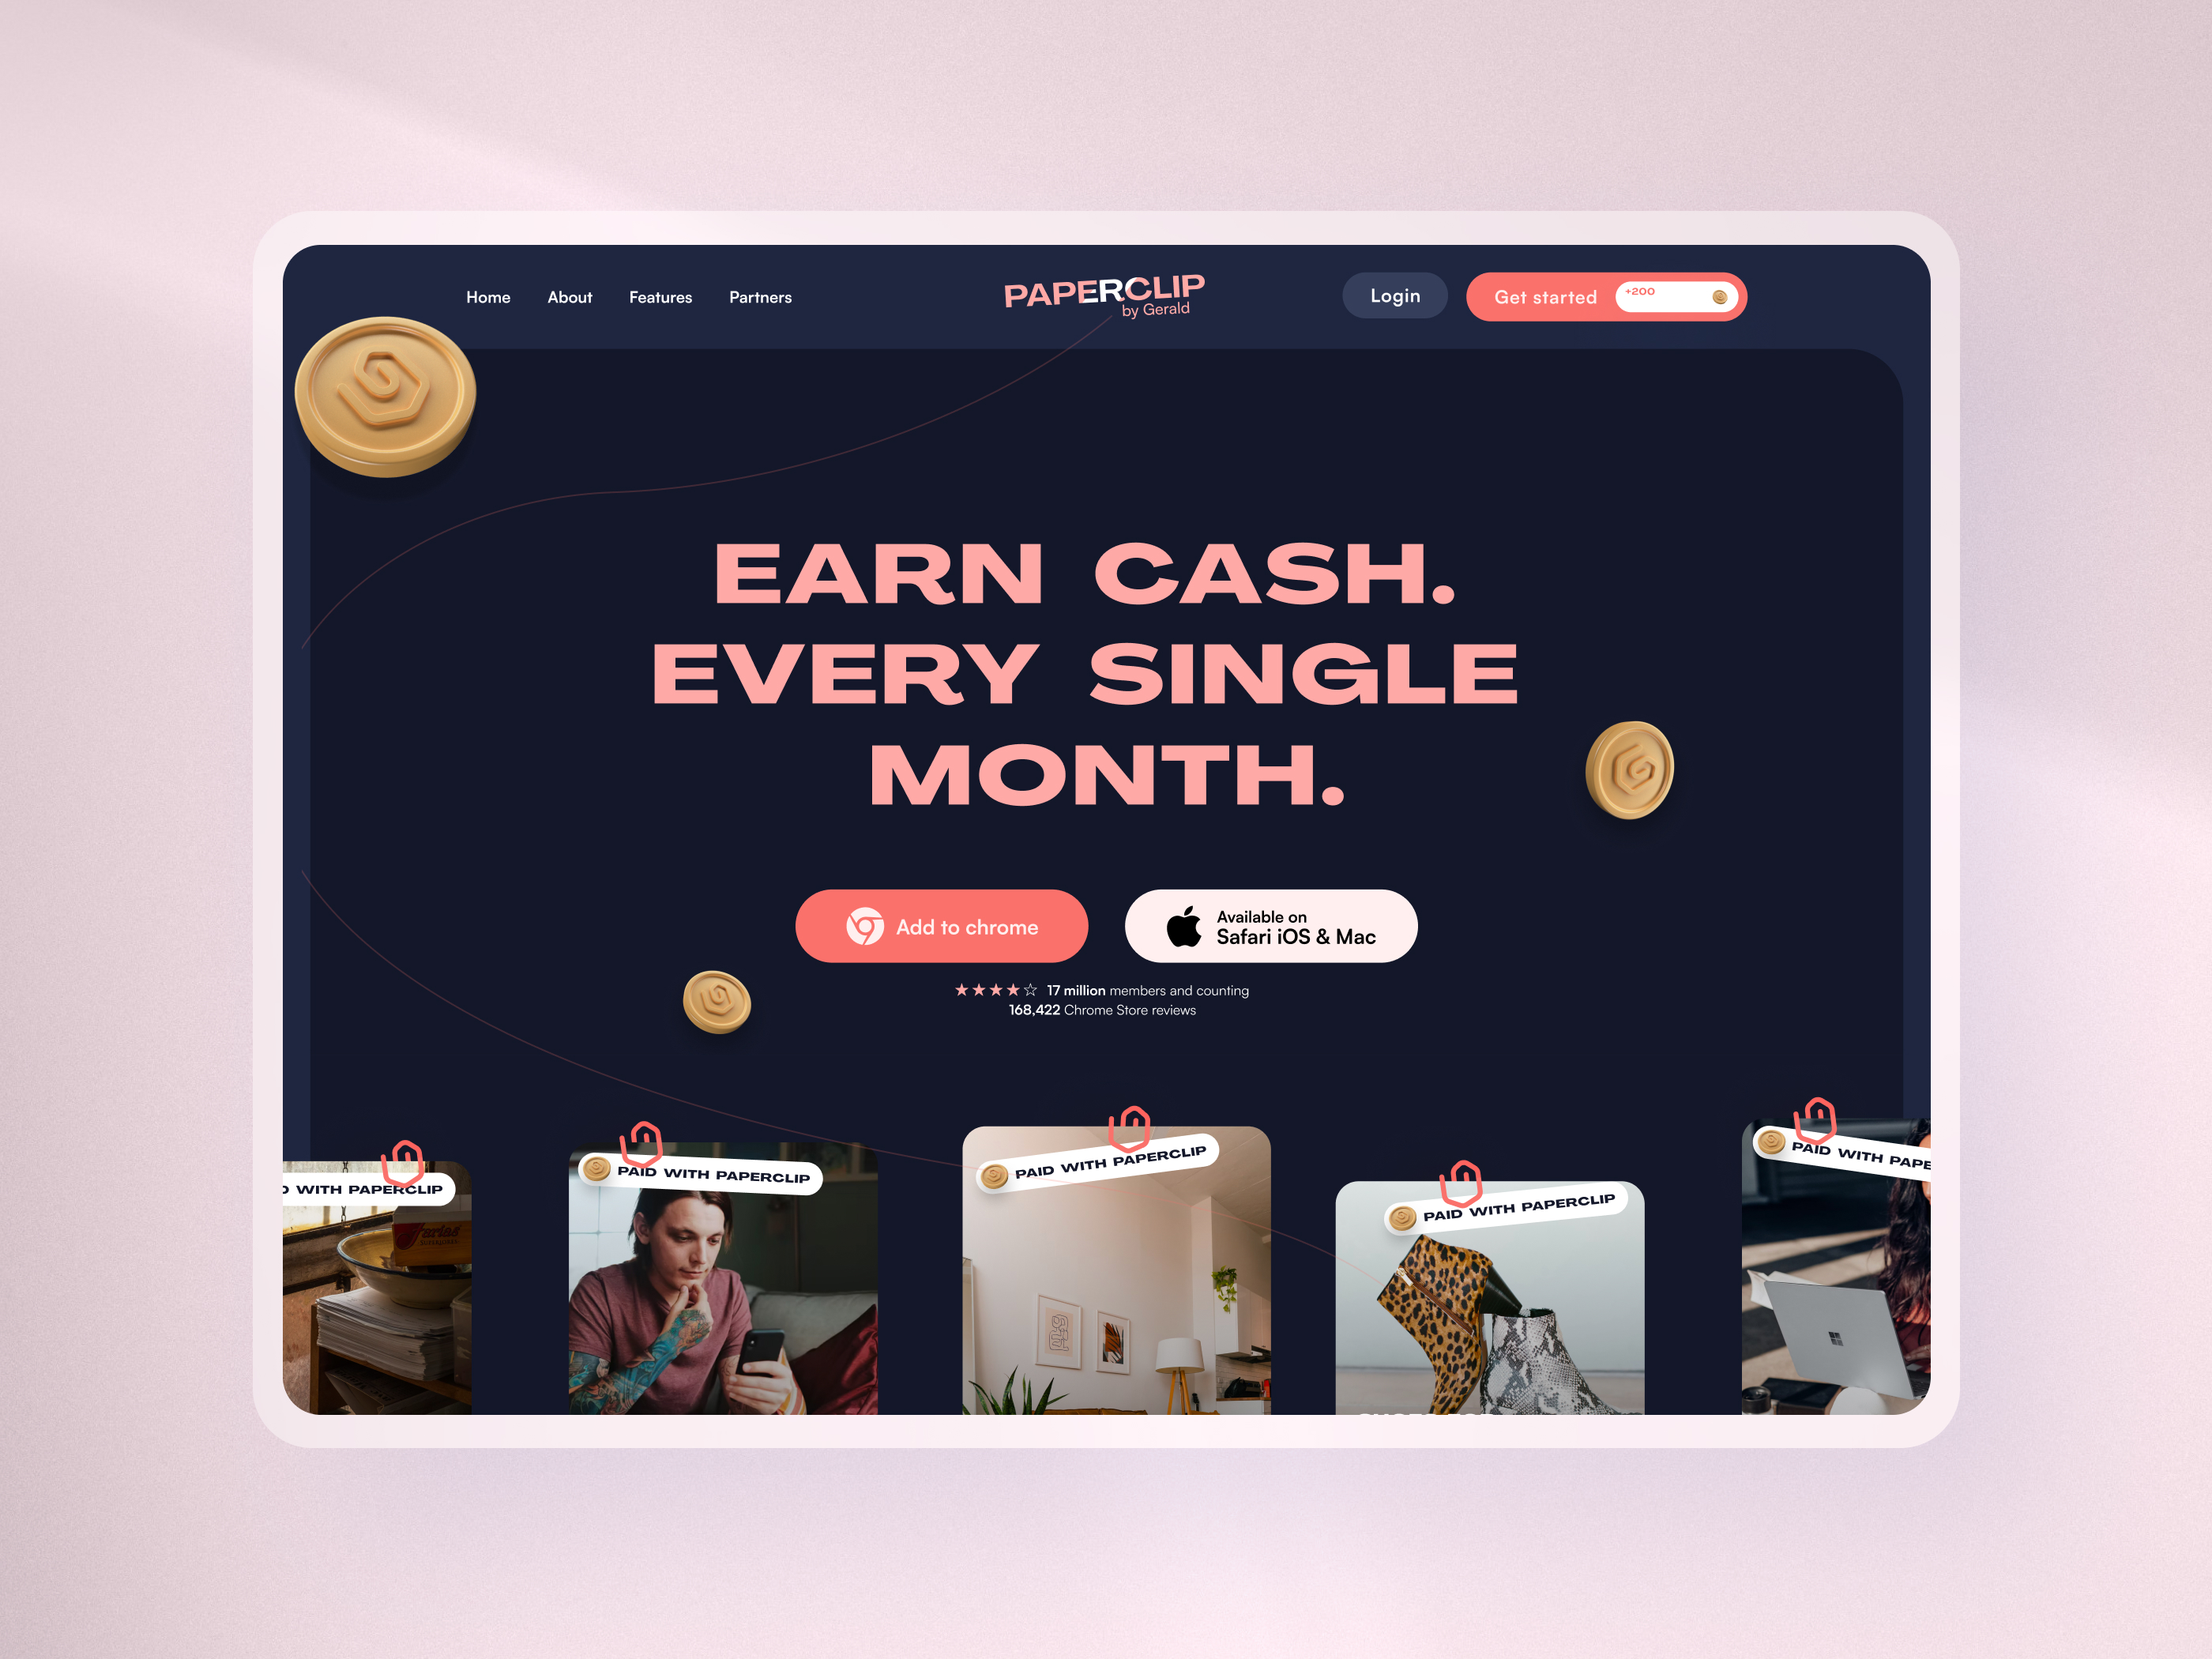 Home About Features Partners
PAPERCLIP
by Gerald
Login
Get started +200
EARN CASH.
EVERY SINGLE
MONTH.
Add to chrome
Available on
Safari iOS & Mac
★★★★☆ 17 million members and counting
168,422 Chrome Store reviews
D WITH PAPERCLIP
PAID WITH PAPERCLIP
PAID WITH PAPERCLIP
PAID WITH PAPERCLIP
PAID WITH PAPE